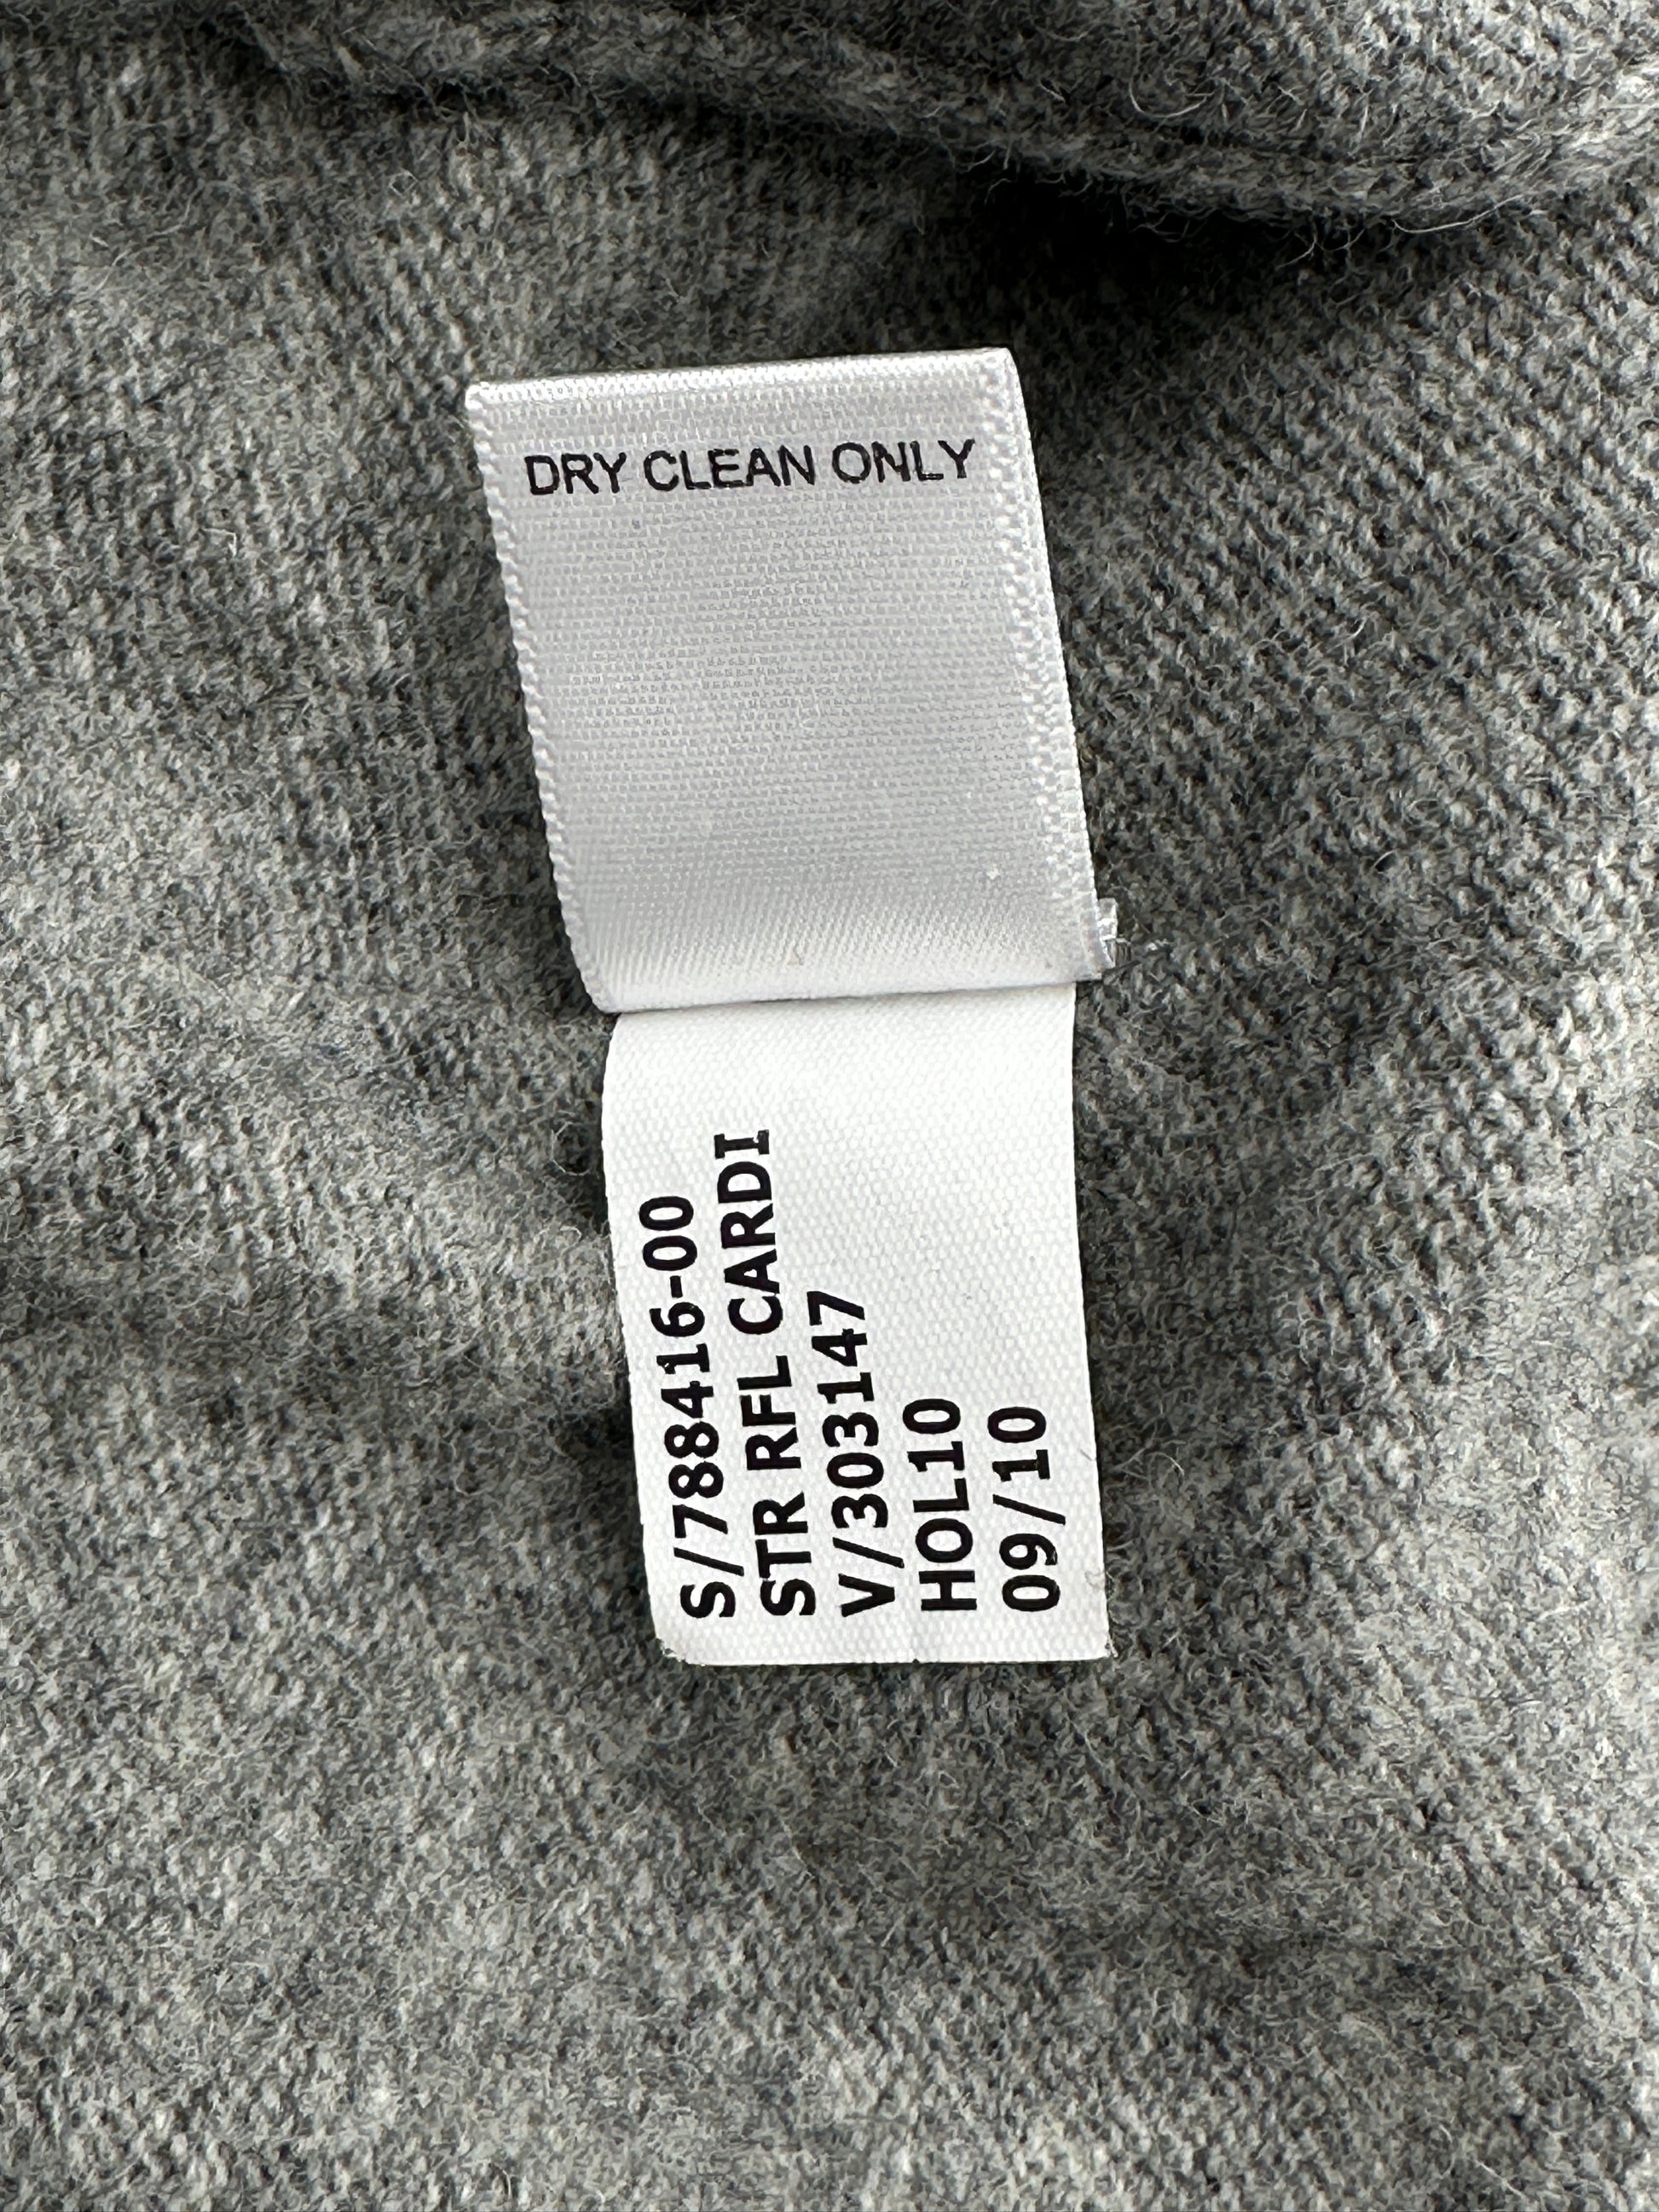 DRY CLEAN ONLY
S/788416-00
STR RFL CARDI
V/303147
HOL10
09/10